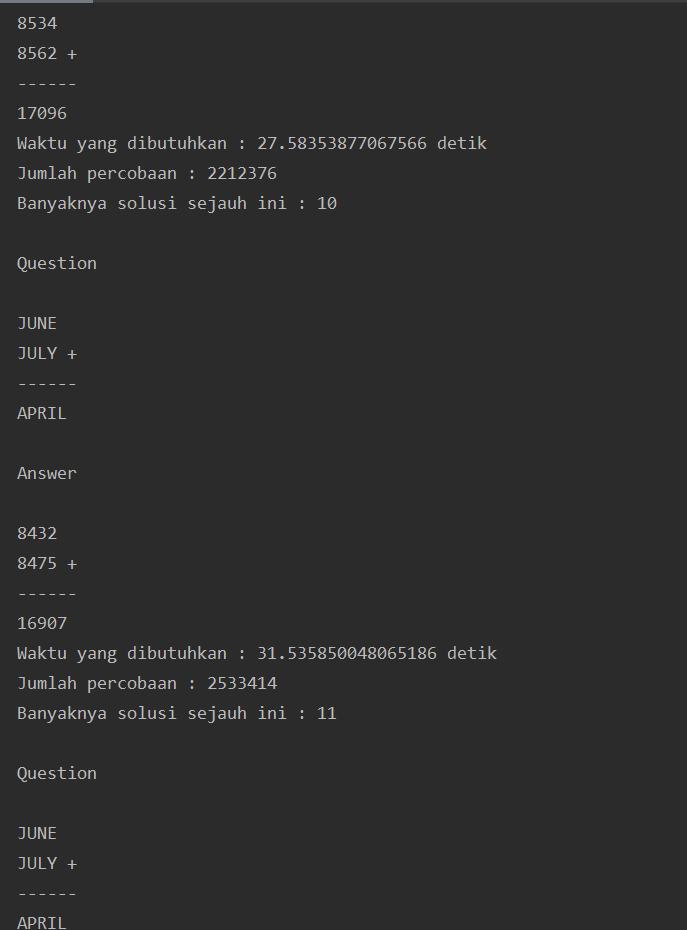 8534
8562 +
------
17096
Waktu yang dibutuhkan : 27.58353877067566 detik
Jumlah percobaan : 2212376
Banyaknya solusi sejauh ini : 10
Question
JUNE
JULY +
------
APRIL
Answer
8432
8475 +
------
16907
Waktu yang dibutuhkan : 31.535850048065186 detik
Jumlah percobaan : 2533414
Banyaknya solusi sejauh ini : 11
Question
JUNE
JULY +
------
APRIL